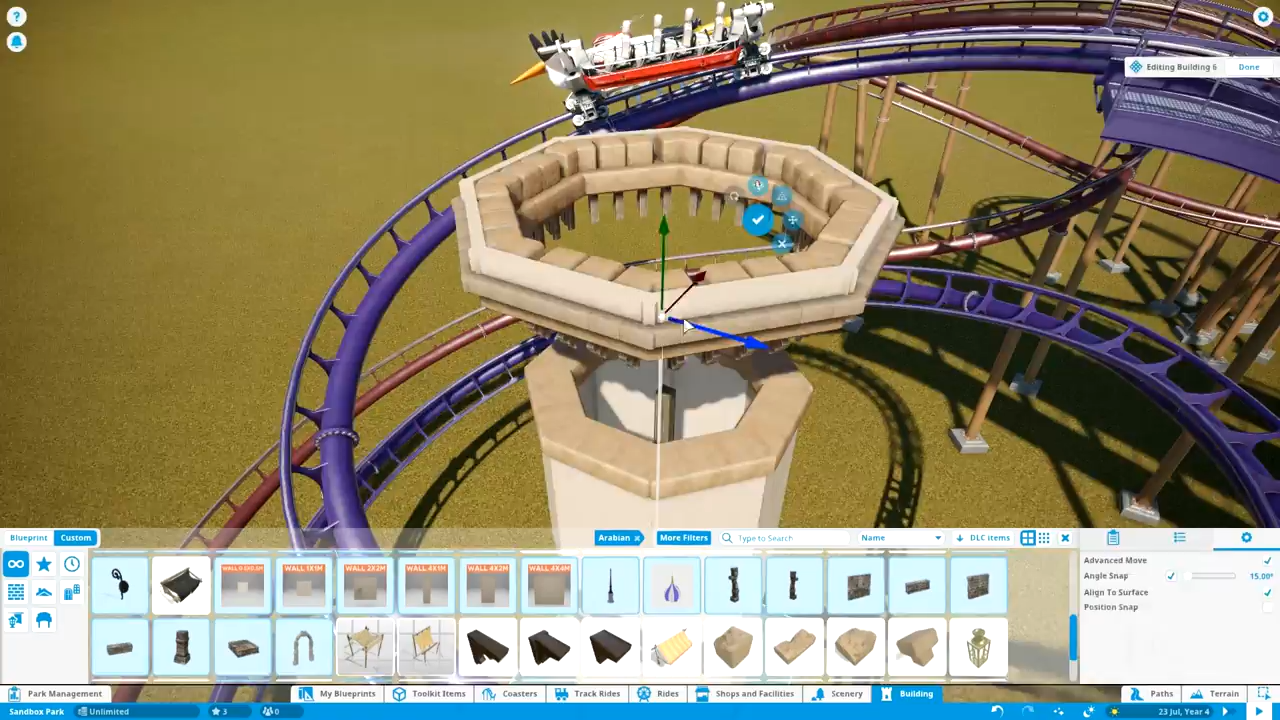 ?
Editing Building 6 Done
Blueprint Custom
Arabian × More Filters Type to Search Name DLC items
Advanced Move
Angle Snap 15.00°
Align To Surface
Position Snap
WALL 1X1M WALL 2X2M WALL 4X1M WALL 4X2M WALL 4X4M
Park Management My Blueprints Toolkit Items Coasters Track Rides Rides Shops and Facilities Scenery Building Paths Terrain
Sandbox Park Unlimited 3 0 23 Jul, Year 4